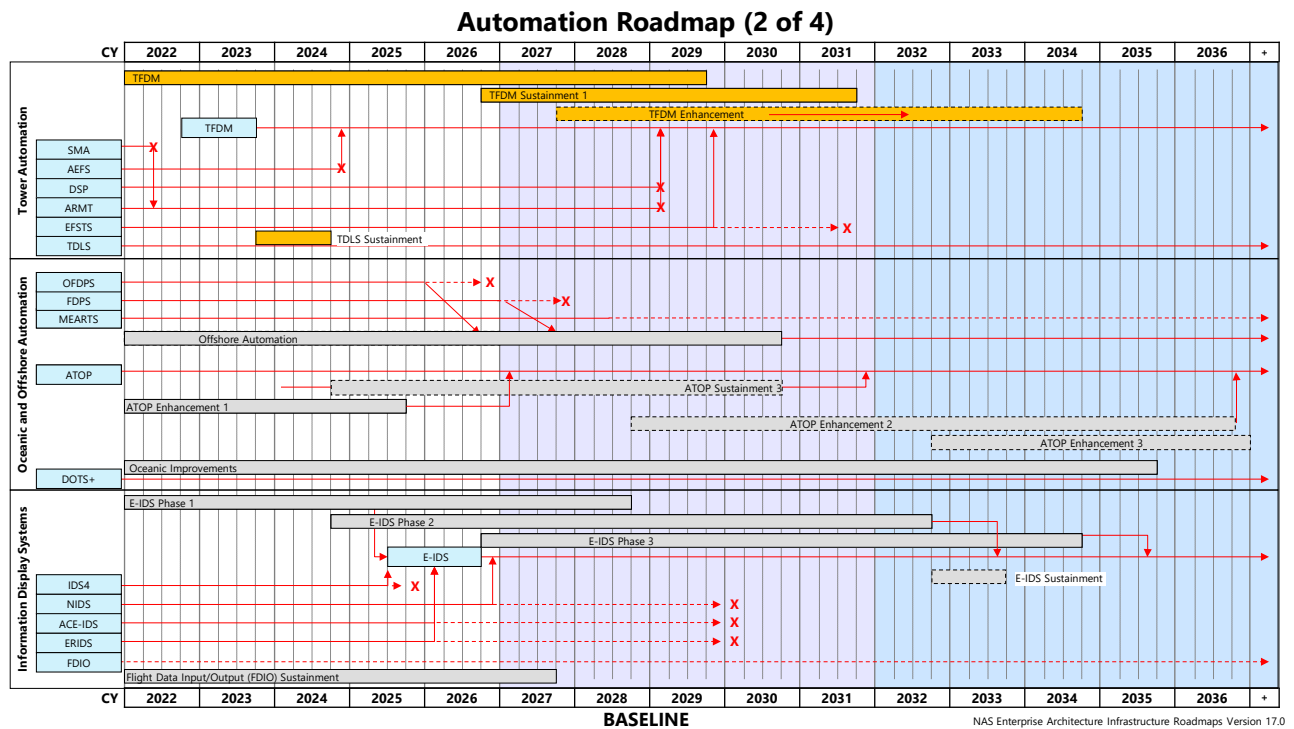 Automation Roadmap (2 of 4)
CY 2022 2023 2024 2025 2026 2027 2028 2029 2030 2031 2032 2033 2034 2035 2036 +
Tower Automation
TFDM
TFDM Sustainment 1
TFDM Enhancement
TFDM
SMA X
AEFS X
DSP X
ARMT X
EFSTS X
TDLS Sustainment
TDLS
Oceanic and Offshore Automation
OFDPS X
FDPS X
MEARTS
Offshore Automation
ATOP
ATOP Sustainment 3
ATOP Enhancement 1
ATOP Enhancement 2
ATOP Enhancement 3
Oceanic Improvements
DOTS+
Information Display Systems
E-IDS Phase 1
E-IDS Phase 2
E-IDS Phase 3
E-IDS
E-IDS Sustainment
IDS4 X
NIDS X
ACE-IDS X
ERIDS X
FDIO
Flight Data Input/Output (FDIO) Sustainment
CY 2022 2023 2024 2025 2026 2027 2028 2029 2030 2031 2032 2033 2034 2035 2036 +
BASELINE
NAS Enterprise Architecture Infrastructure Roadmaps Version 17.0